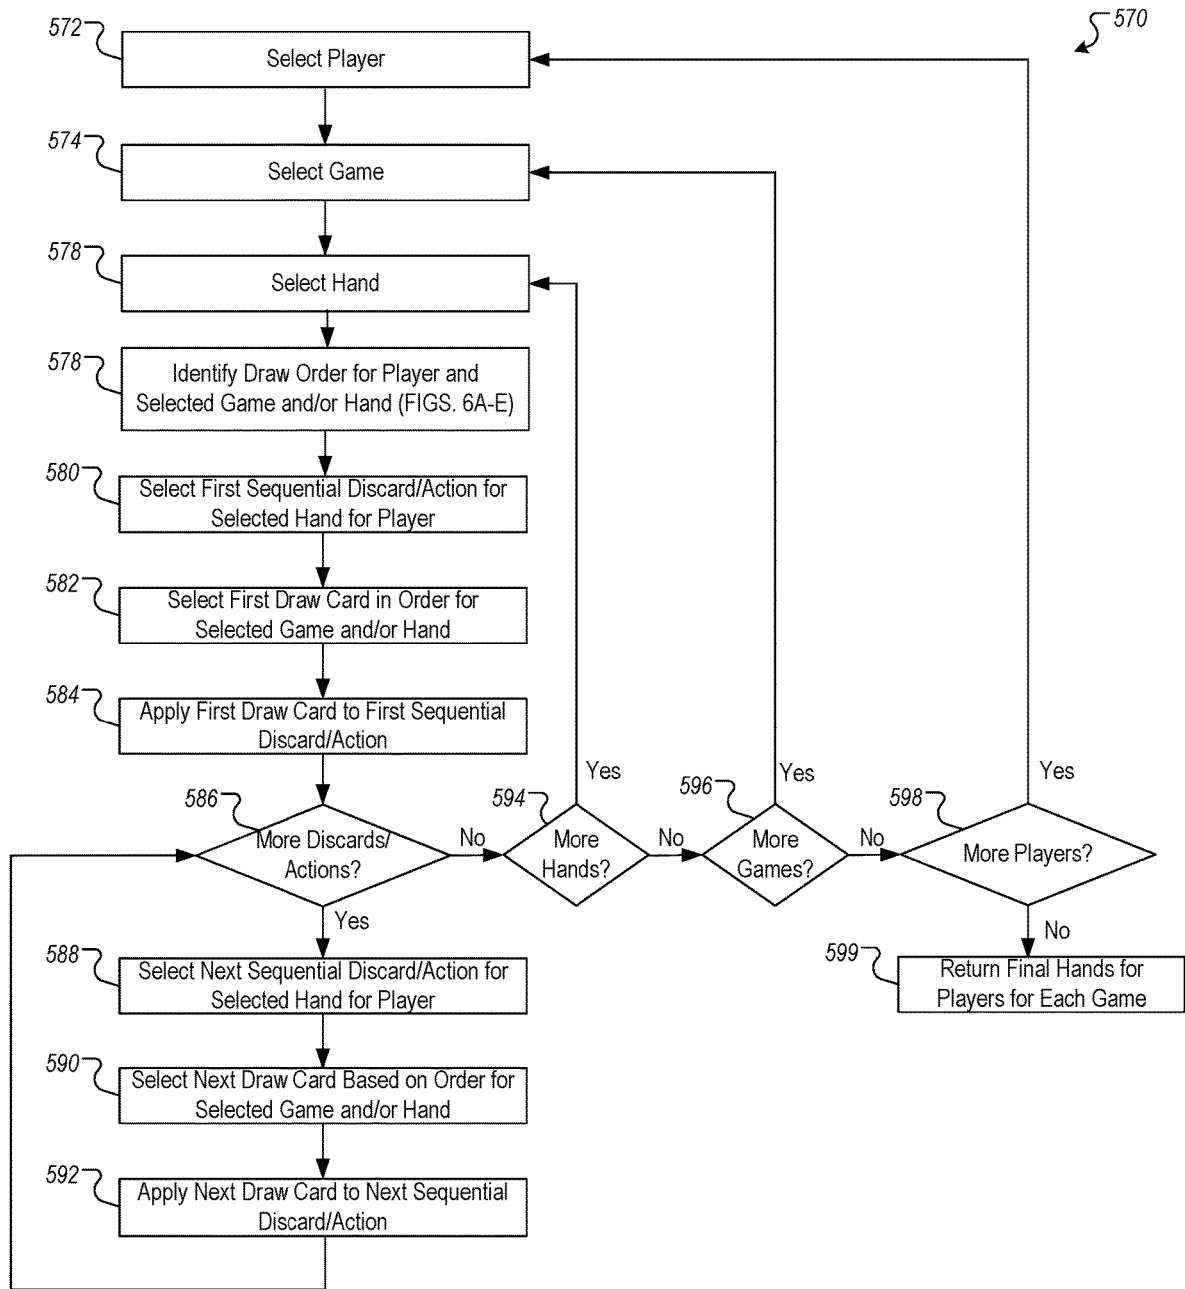 570
572
Select Player
574
Select Game
578
Select Hand
578
Identify Draw Order for Player and
Selected Game and/or Hand (FIGS. 6A-E)
580
Select First Sequential Discard/Action for
Selected Hand for Player
582
Select First Draw Card in Order for
Selected Game and/or Hand
584
Apply First Draw Card to First Sequential
Discard/Action
586
More Discards/
Actions?
No
Yes
594
More
Hands?
Yes
No
596
More
Games?
Yes
No
598
More Players?
Yes
No
588
Select Next Sequential Discard/Action for
Selected Hand for Player
599
Return Final Hands for
Players for Each Game
590
Select Next Draw Card Based on Order for
Selected Game and/or Hand
592
Apply Next Draw Card to Next Sequential
Discard/Action